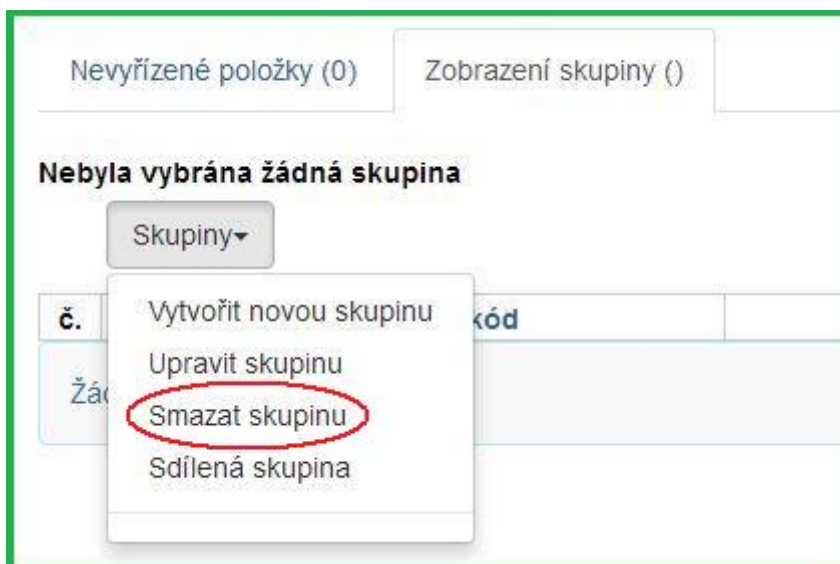 Nevyřízené položky (0) Zobrazení skupiny ()
Nebyla vybrána žádná skupina
Skupiny
č. kód
Vytvořit novou skupinu
Upravit skupinu
Smazat skupinu
Sdílená skupina